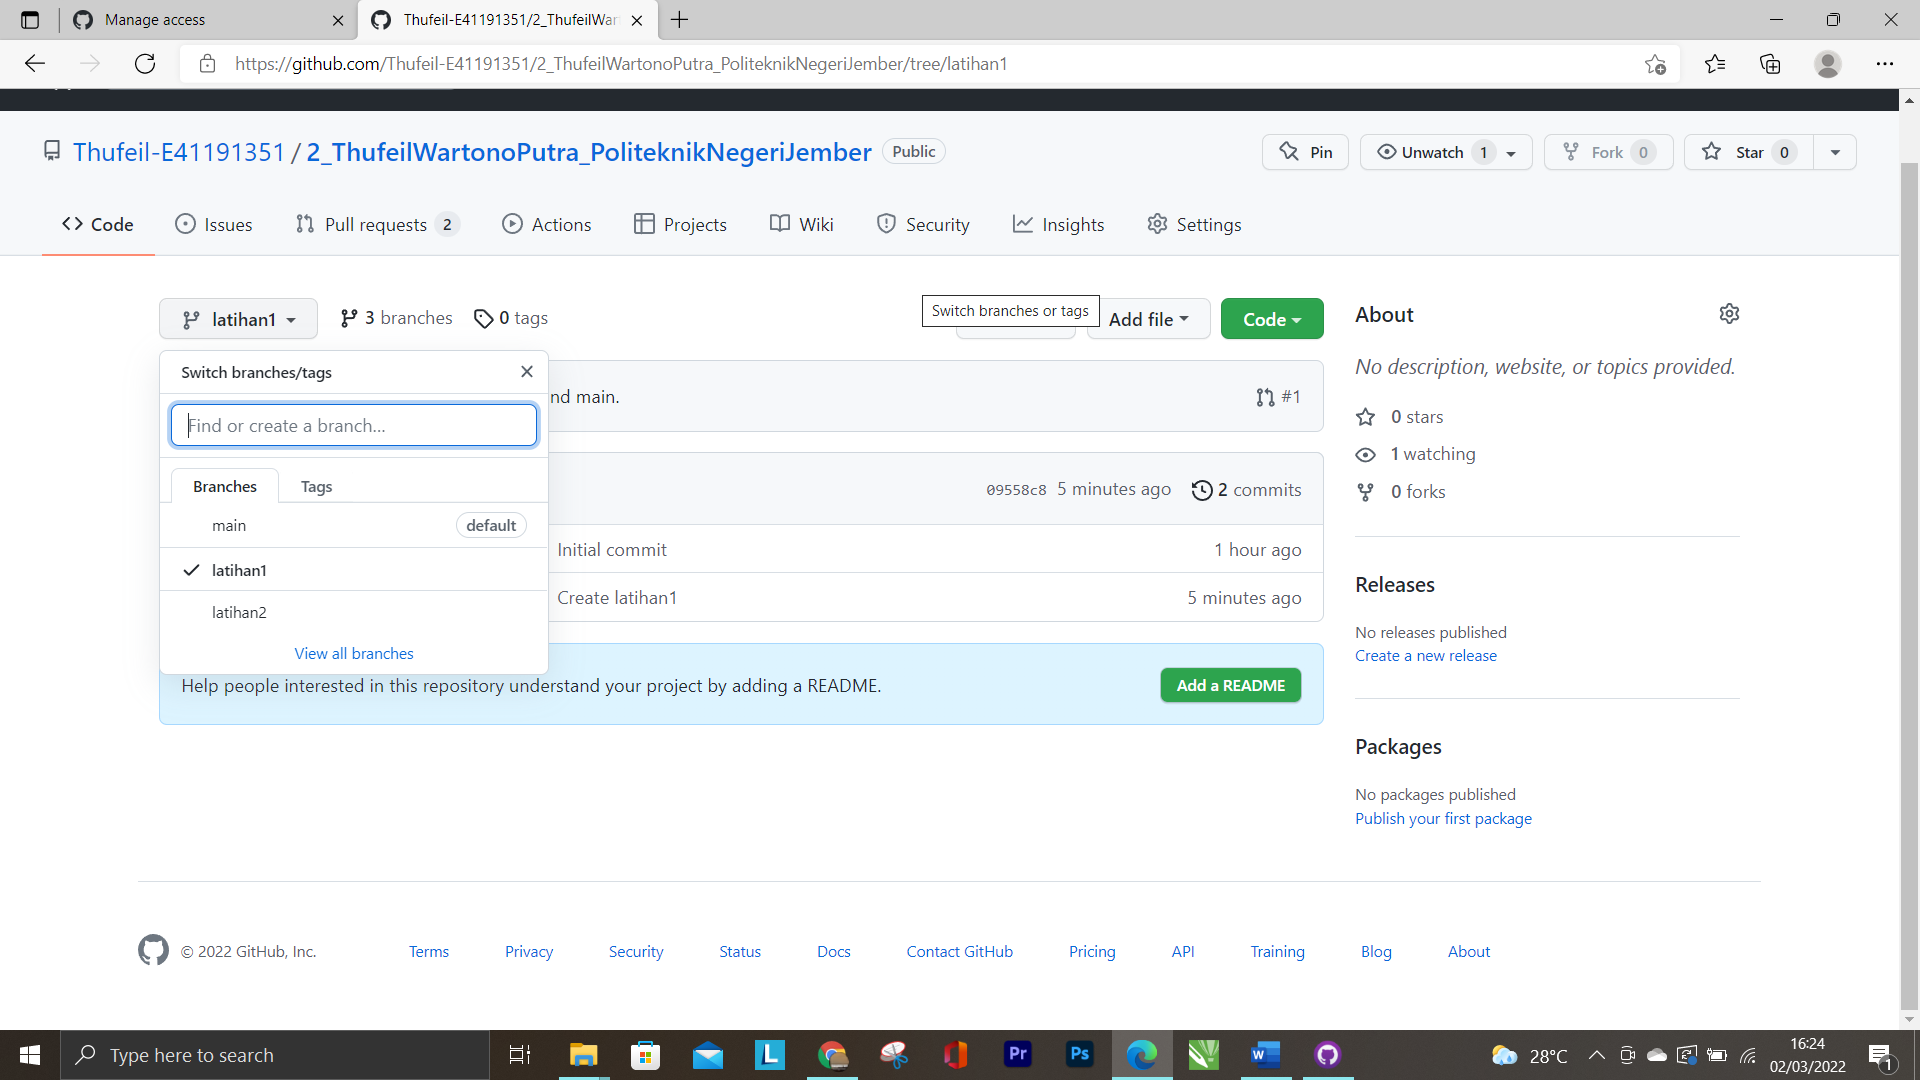 Manage access
Thufeil-E41191351/2_ThufeilWar
https://github.com/Thufeil-E41191351/2_ThufeilWartonoPutra_PoliteknikNegeriJember/tree/latihan1
Thufeil-E41191351 / 2_ThufeilWartonoPutra_PoliteknikNegeriJember Public
Pin
Unwatch 1
Fork 0
Star 0
Code
Issues
Pull requests 2
Actions
Projects
Wiki
Security
Insights
Settings
latihan1
3 branches
0 tags
Switch branches or tags
Add file
Code
Switch branches/tags
Find or create a branch...
Branches
Tags
main default
latihan1
latihan2
View all branches
nd main.
#1
09558c8 5 minutes ago 2 commits
Initial commit 1 hour ago
Create latihan1 5 minutes ago
Help people interested in this repository understand your project by adding a README.
Add a README
About
No description, website, or topics provided.
0 stars
1 watching
0 forks
Releases
No releases published
Create a new release
Packages
No packages published
Publish your first package
© 2022 GitHub, Inc.
Terms
Privacy
Security
Status
Docs
Contact GitHub
Pricing
API
Training
Blog
About
Type here to search
L
Pr
Ps
28°C
16:24
02/03/2022
1